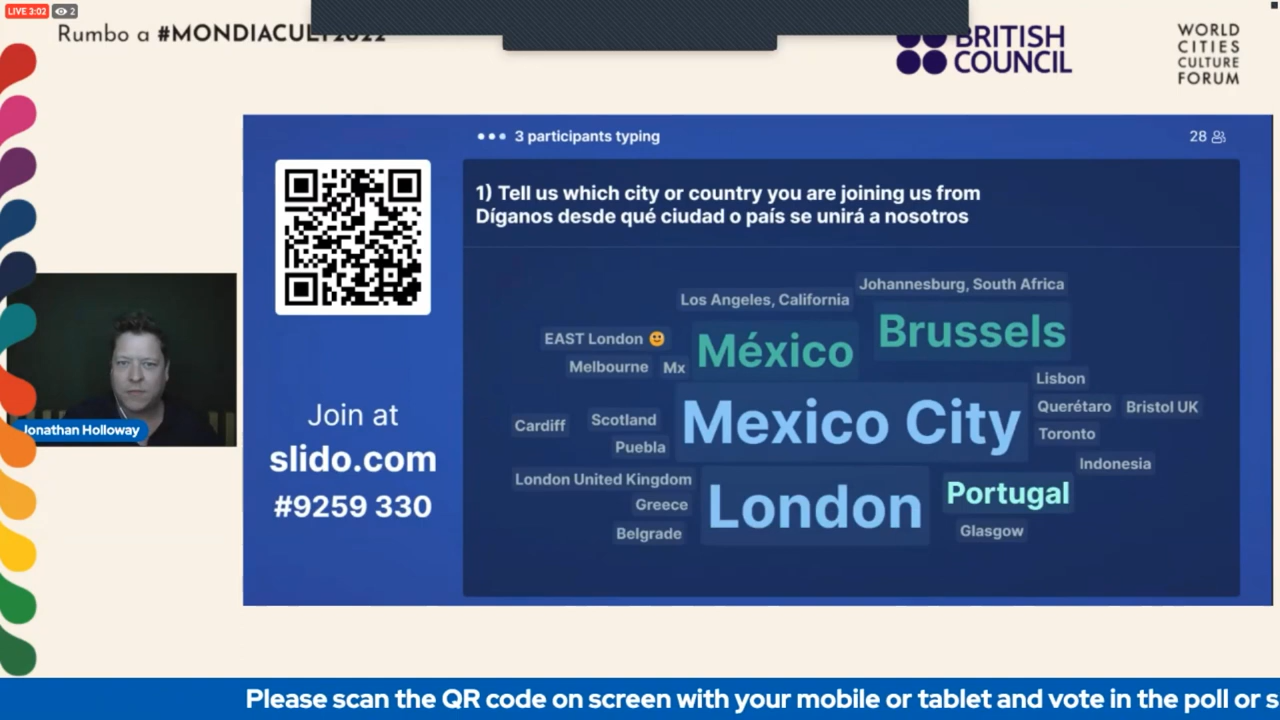 LIVE 3:02
2
Rumbo a #MONDIACULT2022
BRITISH
COUNCIL
WORLD
CITIES
CULTURE
FORUM
3 participants typing
28
1) Tell us which city or country you are joining us from
Díganos desde qué ciudad o país se unirá a nosotros
Johannesburg, South Africa
Los Angeles, California
Brussels
EAST London 🙂
México
Melbourne
Mx
Lisbon
Mexico City
Querétaro
Bristol UK
Cardiff
Scotland
Toronto
Puebla
Indonesia
London United Kingdom
London
Portugal
Greece
Belgrade
Glasgow
Join at
slido.com
#9259 330
Jonathan Holloway
Please scan the QR code on screen with your mobile or tablet and vote in the poll or s